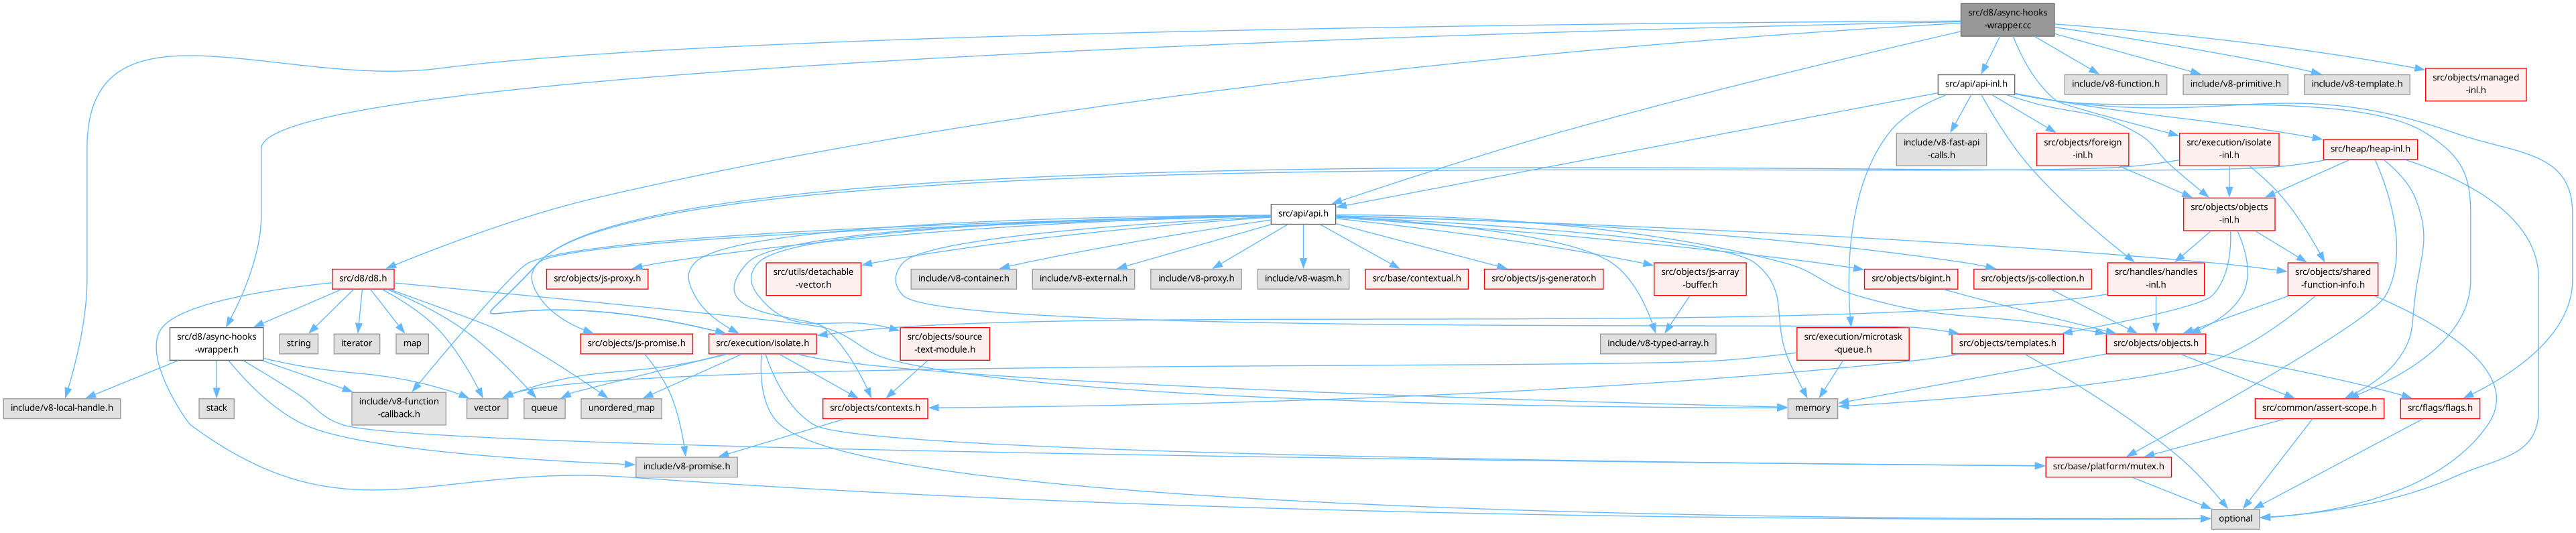 src/d8/async-hooks
-wrapper.cc
src/api/api-inl.h
include/v8-function.h
include/v8-primitive.h
include/v8-template.h
src/objects/managed
-inl.h
include/v8-fast-api
-calls.h
src/objects/foreign
-inl.h
src/execution/isolate
-inl.h
src/heap/heap-inl.h
src/api/api.h
src/objects/objects
-inl.h
src/d8/d8.h
src/objects/js-proxy.h
src/utils/detachable
-vector.h
include/v8-container.h
include/v8-external.h
include/v8-proxy.h
include/v8-wasm.h
src/base/contextual.h
src/objects/js-generator.h
src/objects/js-array
-buffer.h
src/objects/bigint.h
src/objects/js-collection.h
src/handles/handles
-inl.h
src/objects/shared
-function-info.h
src/d8/async-hooks
-wrapper.h
string
iterator
map
src/objects/js-promise.h
src/execution/isolate.h
src/objects/source
-text-module.h
include/v8-typed-array.h
src/execution/microtask
-queue.h
src/objects/templates.h
src/objects/objects.h
include/v8-local-handle.h
stack
include/v8-function
-callback.h
vector
queue
unordered_map
src/objects/contexts.h
memory
src/common/assert-scope.h
src/flags/flags.h
include/v8-promise.h
src/base/platform/mutex.h
optional